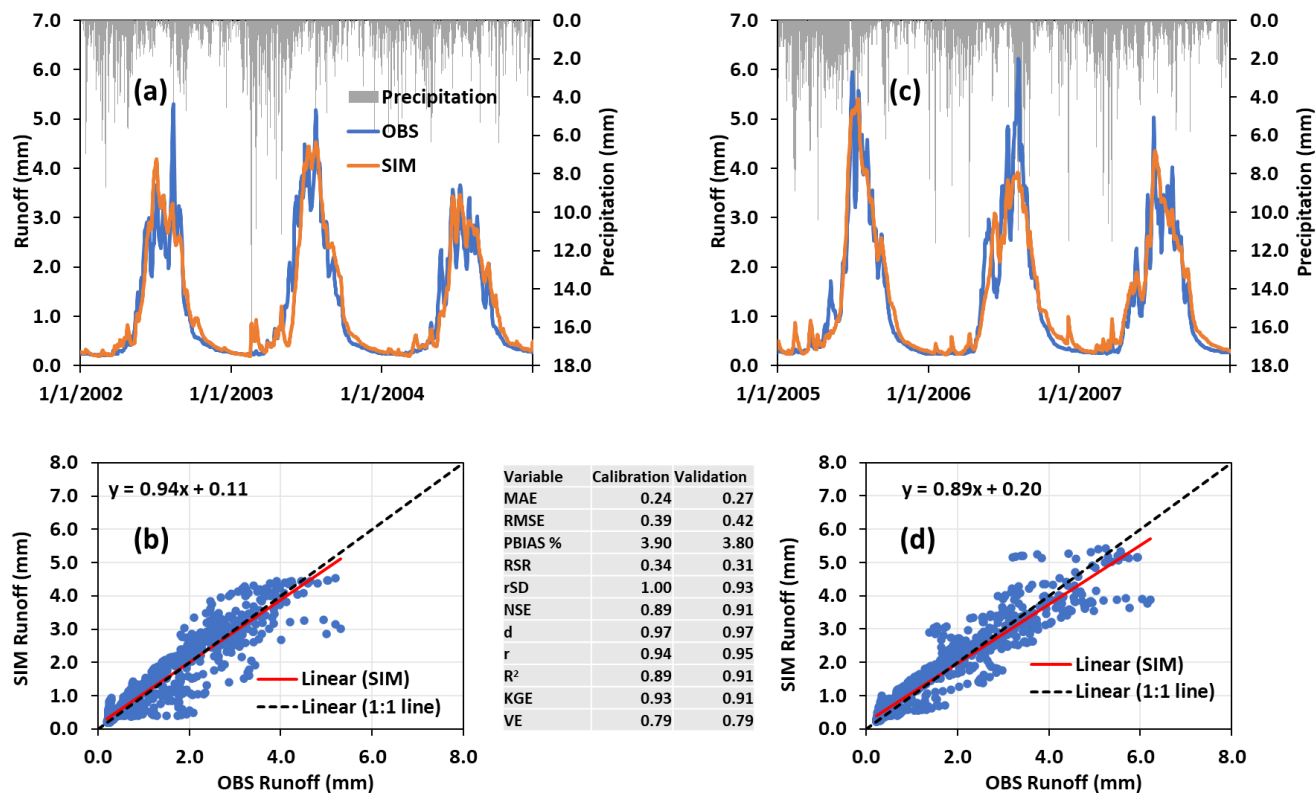 7.0
6.0
5.0
4.0
3.0
2.0
1.0
0.0
Runoff (mm)
(a)
Precipitation
OBS
SIM
0.0
2.0
4.0
6.0
8.0
10.0
12.0
14.0
16.0
18.0
Precipitation (mm)
1/1/2002 1/1/2003 1/1/2004
7.0
6.0
5.0
4.0
3.0
2.0
1.0
0.0
Runoff (mm)
(c)
0.0
2.0
4.0
6.0
8.0
10.0
12.0
14.0
16.0
18.0
Precipitation (mm)
1/1/2005 1/1/2006 1/1/2007
8.0
7.0
6.0
5.0
4.0
3.0
2.0
1.0
0.0
SIM Runoff (mm)
y = 0.94x + 0.11
(b)
Linear (SIM)
Linear (1:1 line)
0.0 2.0 4.0 6.0 8.0
OBS Runoff (mm)
Variable Calibration Validation
MAE 0.24 0.27
RMSE 0.39 0.42
PBIAS % 3.90 3.80
RSR 0.34 0.31
rSD 1.00 0.93
NSE 0.89 0.91
d 0.97 0.97
r 0.94 0.95
R² 0.89 0.91
KGE 0.93 0.91
VE 0.79 0.79
8.0
7.0
6.0
5.0
4.0
3.0
2.0
1.0
0.0
SIM Runoff (mm)
y = 0.89x + 0.20
(d)
Linear (SIM)
Linear (1:1 line)
0.0 2.0 4.0 6.0 8.0
OBS Runoff (mm)